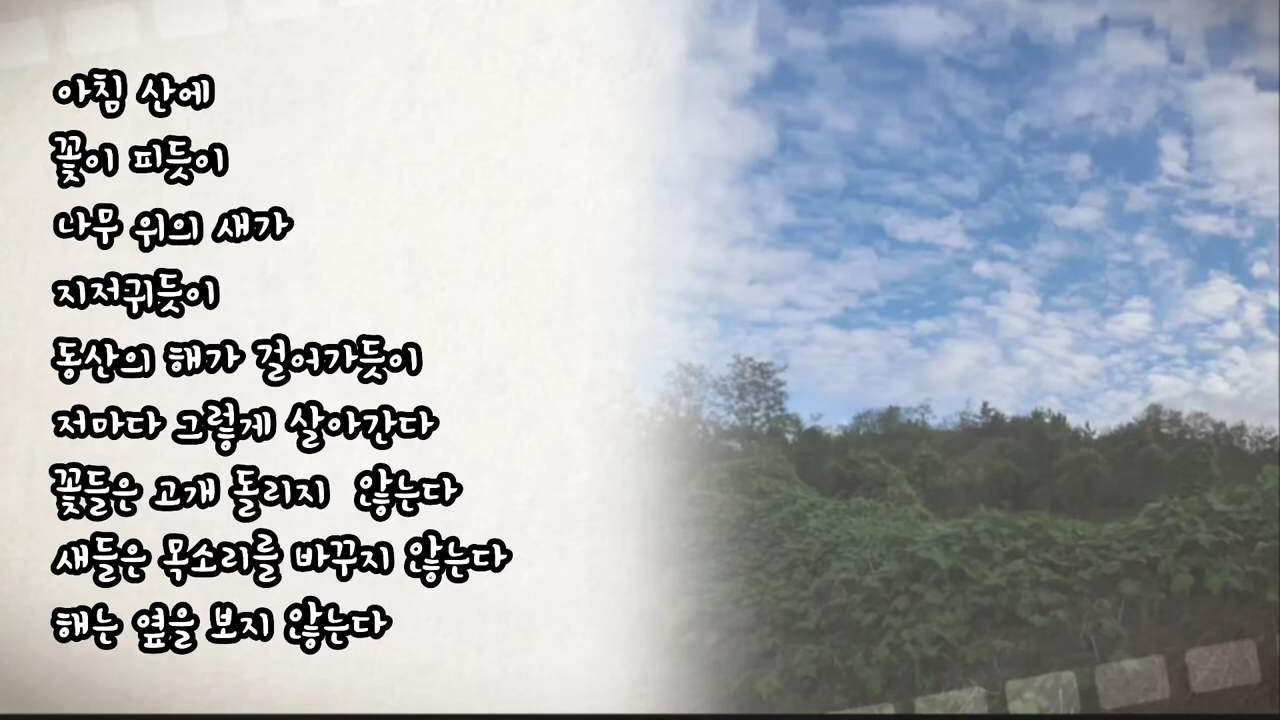 아침 산에
꽃이 피듯이
나무 위의 새가
지저귀듯이
동산의 해가 걸어가듯이
저마다 그렇게 살아간다
꽃들은 고개 돌리지 않는다
새들은 목소리를 바꾸지 않는다
해는 옆을 보지 않는다